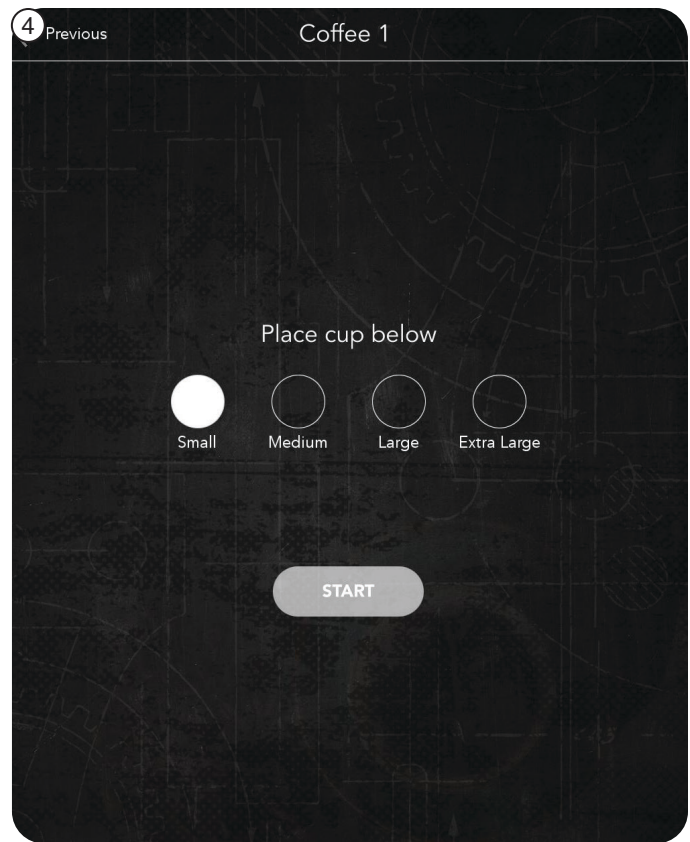 4
Previous
Coffee 1
Place cup below
Small
Medium
Large
Extra Large
START